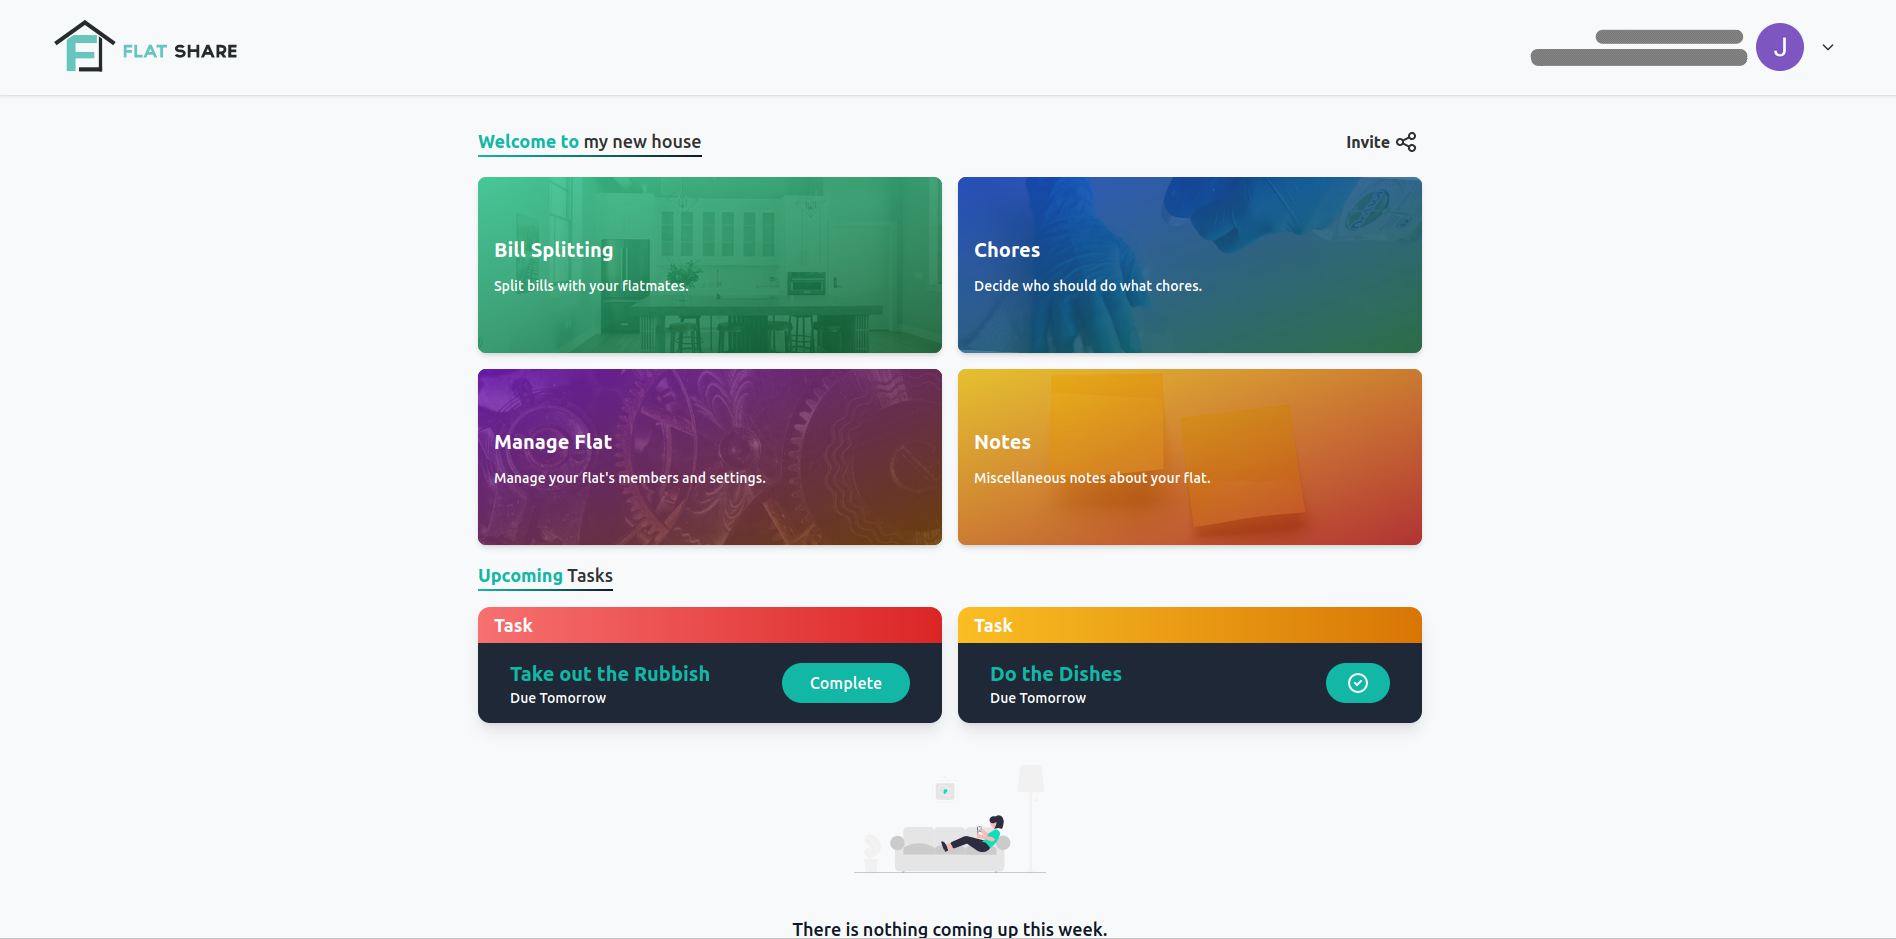 FLAT SHARE
J
Welcome to my new house
Invite
Bill Splitting
Split bills with your flatmates.
Chores
Decide who should do what chores.
Manage Flat
Manage your flat's members and settings.
Notes
Miscellaneous notes about your flat.
Upcoming Tasks
Task
Take out the Rubbish
Due Tomorrow
Complete
Task
Do the Dishes
Due Tomorrow
There is nothing coming up this week.